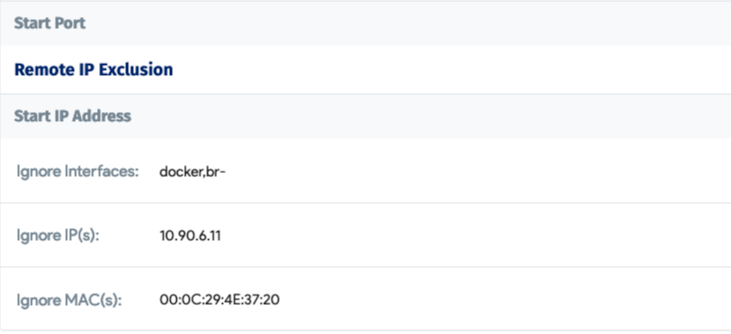 Start Port
Remote IP Exclusion
Start IP Address
Ignore Interfaces: docker,br-
Ignore IP(s): 10.90.6.11
Ignore MAC(s): 00:0C:29:4E:37:20